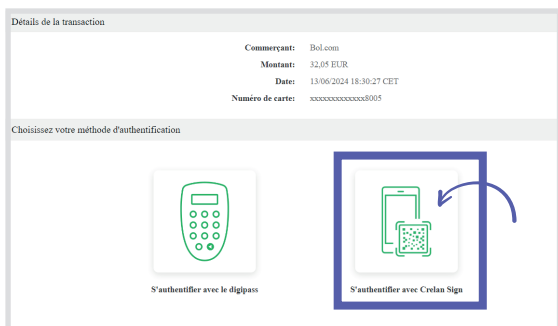 Détails de la transaction
Commerçant: Bol.com
Montant: 32,05 EUR
Date: 13/06/2024 18:30:27 CET
Numéro de carte: xxxxxxxxxxxxx8005
Choisissez votre méthode d'authentification
S'authentifier avec le digipass S'authentifier avec Crelan Sign